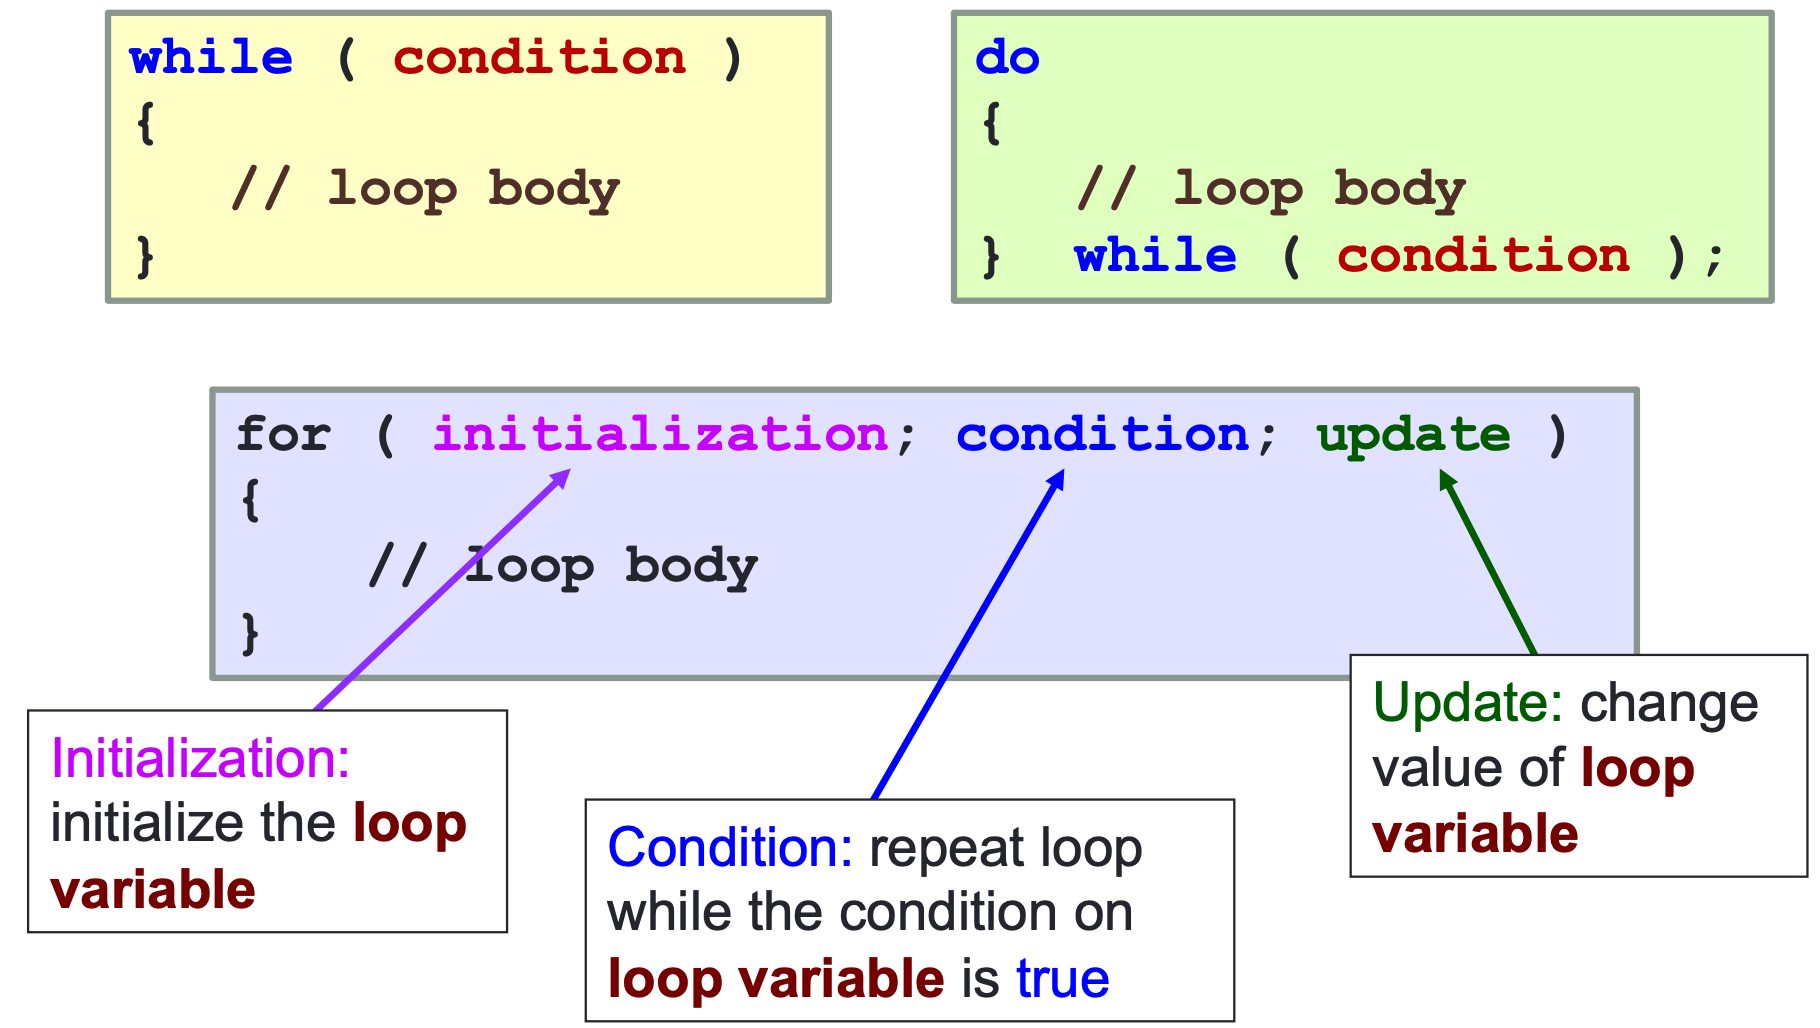 while ( condition )
{
// loop body
}
do
{
// loop body
} while ( condition );
for ( initialization; condition; update )
{
// loop body
}
Initialization:
initialize the loop
variable
Condition: repeat loop
while the condition on
loop variable is true
Update: change
value of loop
variable